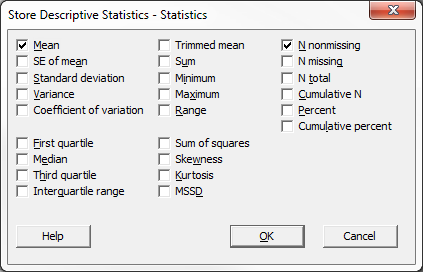 Store Descriptive Statistics - Statistics
Mean
SE of mean
Standard deviation
Variance
Coefficient of variation
First quartile
Median
Third quartile
Interquartile range
Trimmed mean
Sum
Minimum
Maximum
Range
Sum of squares
Skewness
Kurtosis
MSSD
N nonmissing
N missing
N total
Cumulative N
Percent
Cumulative percent
Help
OK
Cancel